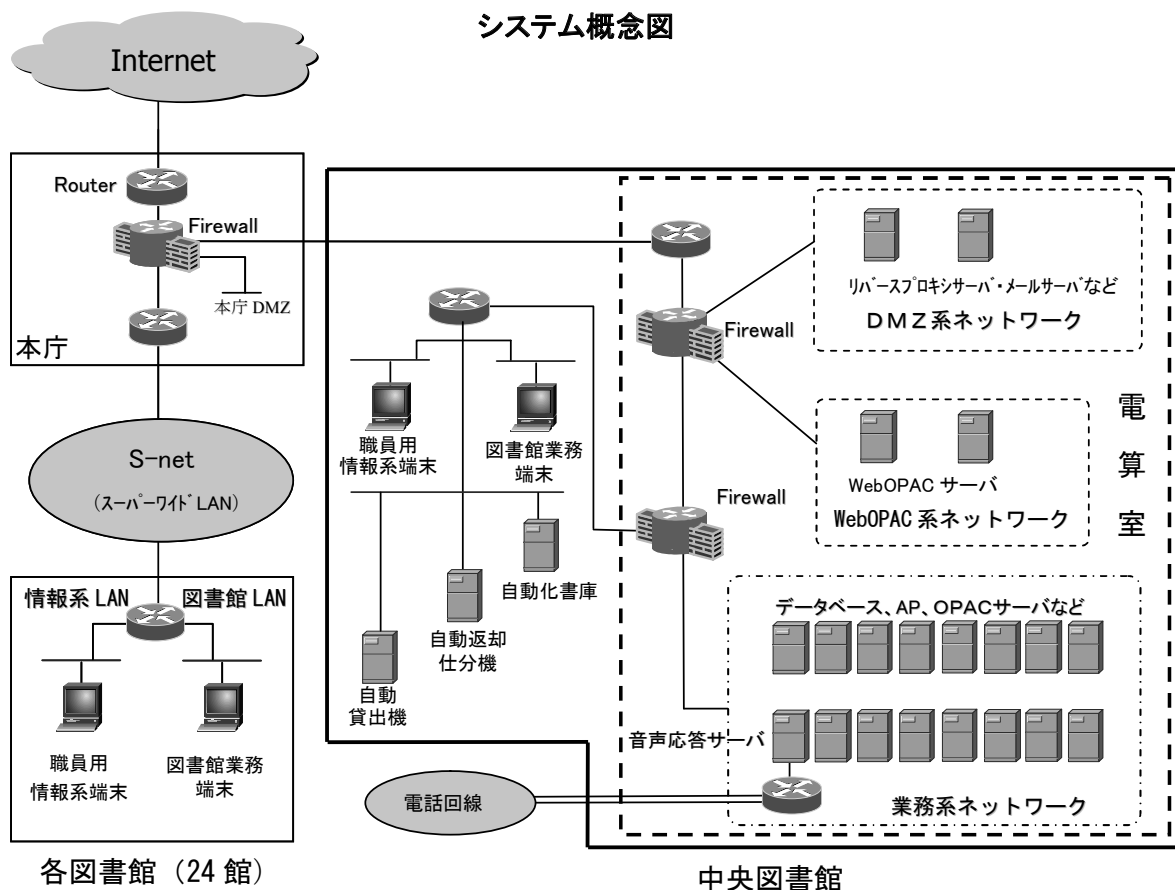 システム概念図
Internet
Router
Firewall
本庁 DMZ
本庁
S-net
(スーパーワイドLAN)
情報系 LAN
図書館 LAN
職員用
情報系端末
図書館業務
端末
各図書館(24 館)
職員用
情報系端末
図書館業務
端末
自動化書庫
自動返却
仕分機
自動
貸出機
Firewall
Firewall
リバースプロキシサーバ・メールサーバなど
DMZ系ネットワーク
WebOPAC サーバ
WebOPAC 系ネットワーク
電算室
データベース、AP、OPACサーバなど
音声応答サーバ
業務系ネットワーク
電話回線
中央図書館